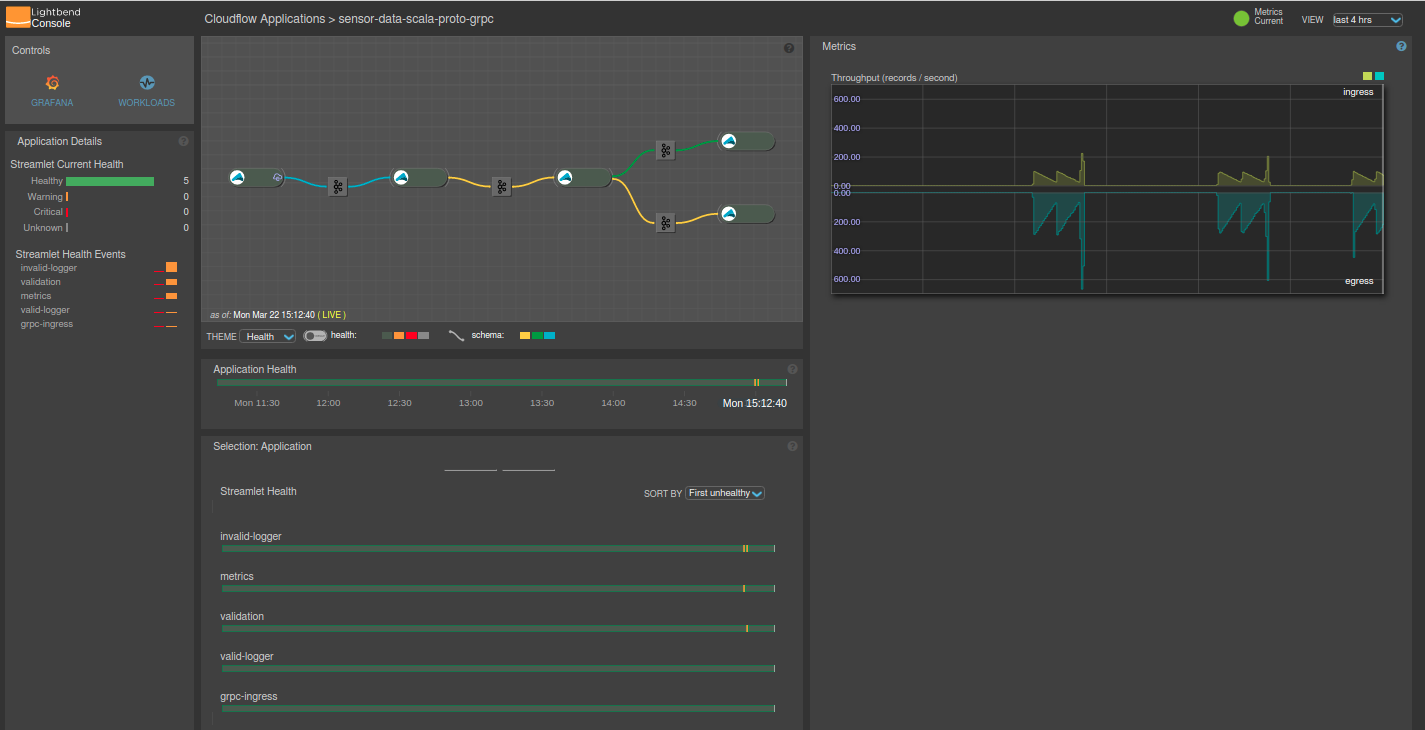 Lightbend
Console
Cloudflow Applications > sensor-data-scala-proto-grpc
Metrics
Current
VIEW
last 4 hrs
Controls
GRAFANA
WORKLOADS
Application Details
?
Streamlet Current Health
Healthy 5
Warning 0
Critical 0
Unknown 0
Streamlet Health Events
invalid-logger
validation
metrics
valid-logger
grpc-ingress
?
as of: Mon Mar 22 15:12:40 ( LIVE )
THEME Health health: schema:
Application Health
?
Mon 11:30 12:00 12:30 13:00 13:30 14:00 14:30 Mon 15:12:40
Selection: Application
?
Streamlet Health
SORT BY First unhealthy
invalid-logger
metrics
validation
valid-logger
grpc-ingress
Metrics
?
Throughput (records / second)
ingress
600.00
400.00
200.00
0.00
0.00
200.00
400.00
600.00
egress